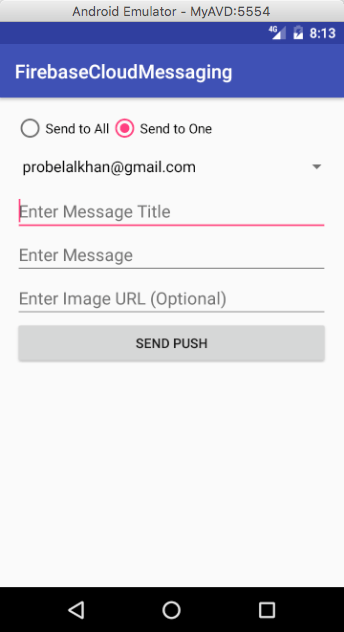 Android Emulator - MyAVD:5554
4G 8:13
FirebaseCloudMessaging
Send to All Send to One
probelalkhan@gmail.com
Enter Message Title
Enter Message
Enter Image URL (Optional)
SEND PUSH